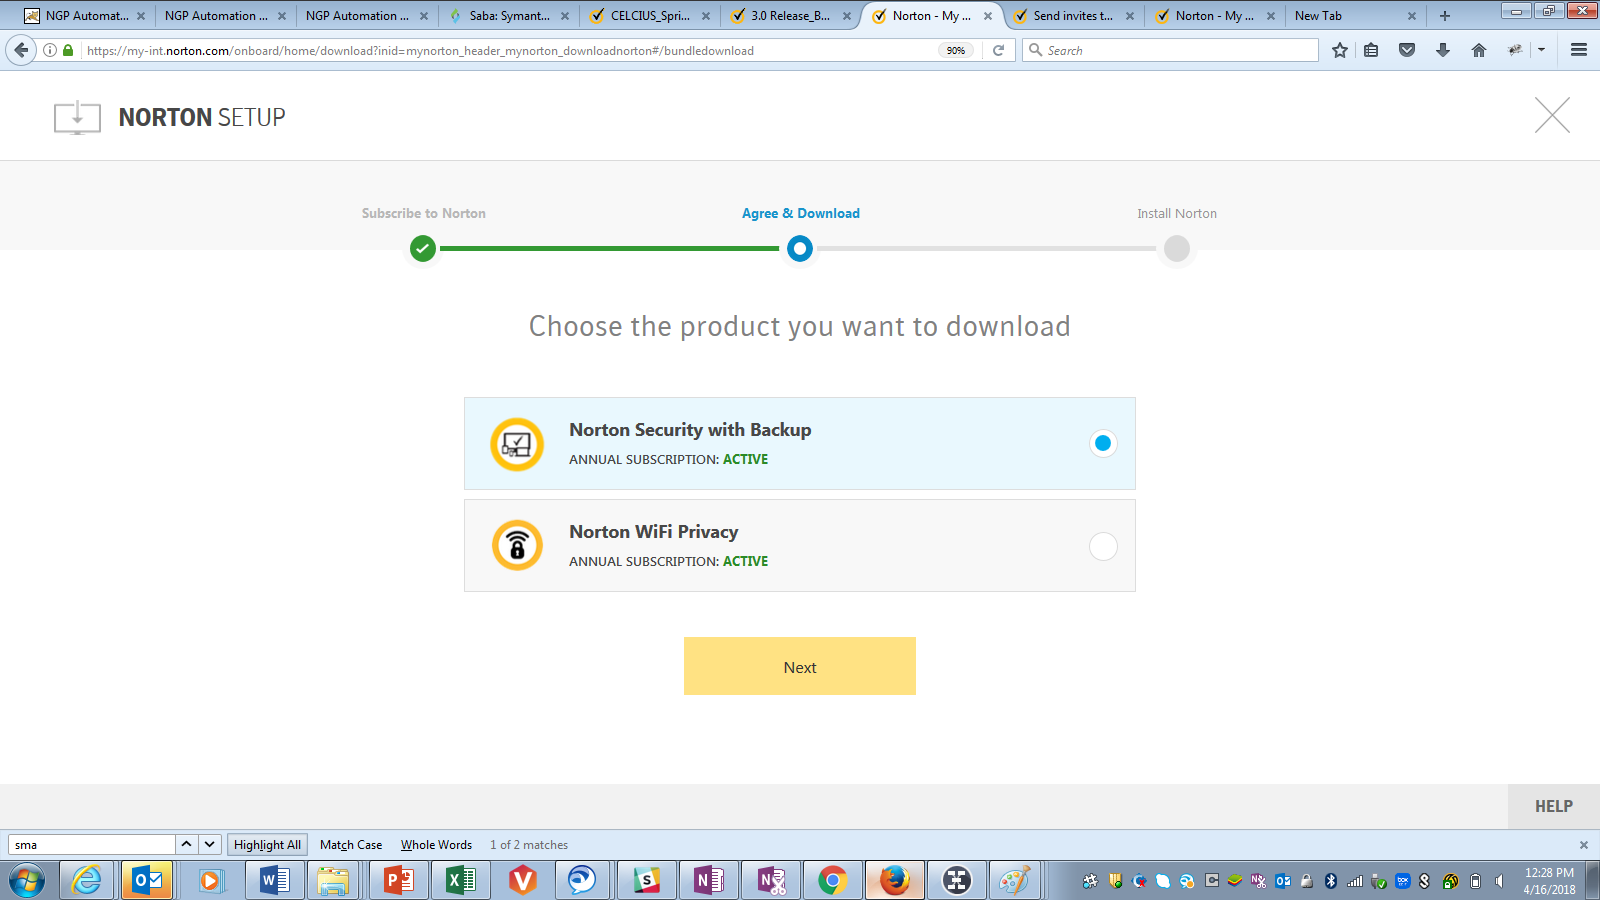 NGP Automat...
NGP Automation ...
NGP Automation ...
Saba: Symant...
CELCIUS_Spri...
3.0 Release_B...
Norton - My ...
Send invites t...
Norton - My ...
New Tab
https://my-int.norton.com/onboard/home/download?inid=mynorton_header_mynorton_downloadnorton#/bundledownload
90%
Search
NORTON SETUP
Subscribe to Norton
Agree & Download
Install Norton
Choose the product you want to download
Norton Security with Backup
ANNUAL SUBSCRIPTION: ACTIVE
Norton WiFi Privacy
ANNUAL SUBSCRIPTION: ACTIVE
Next
HELP
sma
Highlight All
Match Case
Whole Words
1 of 2 matches
12:28 PM
4/16/2018